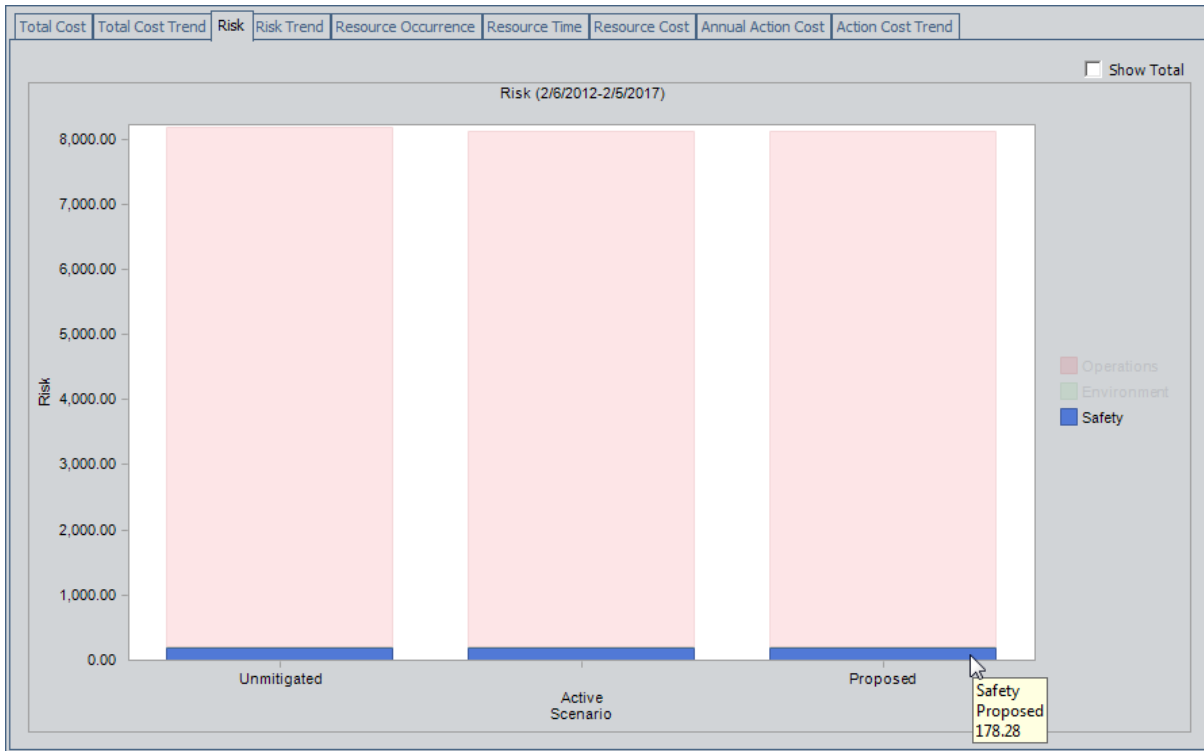 Total Cost Total Cost Trend Risk Risk Trend Resource Occurrence Resource Time Resource Cost Annual Action Cost Action Cost Trend
Show Total
Risk (2/6/2012-2/5/2017)
8,000.00
7,000.00
6,000.00
5,000.00
4,000.00
3,000.00
2,000.00
1,000.00
0.00
Risk
Operations
Environment
Safety
Unmitigated
Active
Proposed
Scenario
Safety
Proposed
178.28